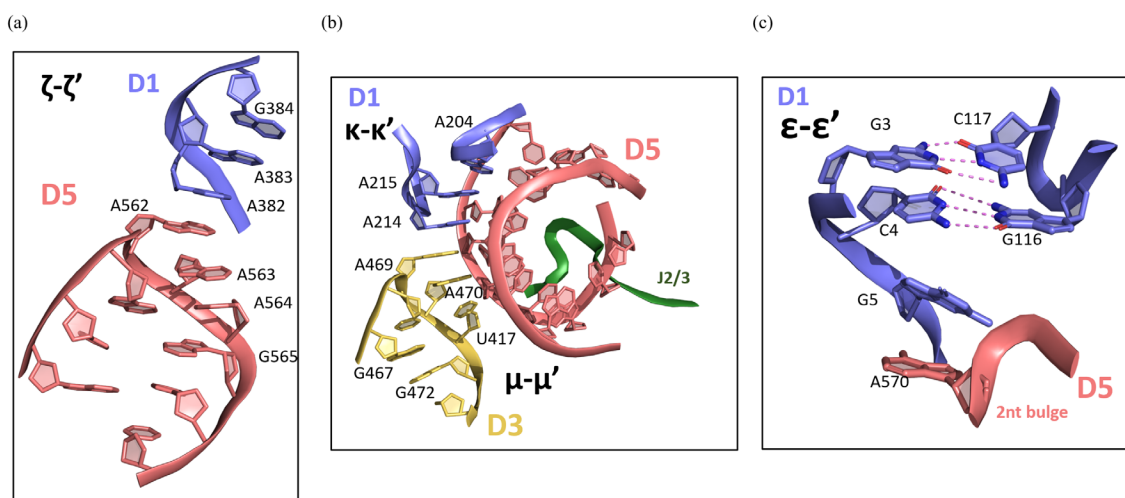 (a)
(b)
(c)
ζ-ζ’
D1
G384
A383
A382
D5
A562
A563
A564
G565
D1
κ-κ’
A204
D5
A215
A214
A469
A470
J2/3
U417
G467
G472
μ-μ’
D3
D1
ε-ε’
G3
C117
C4
G116
G5
A570
D5
2nt bulge